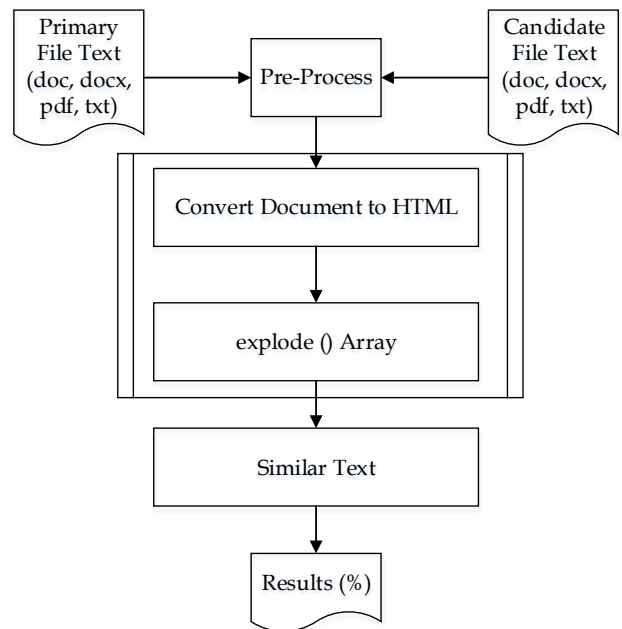 Primary
File Text
(doc, docx,
pdf, txt)
Pre-Process
Candidate
File Text
(doc, docx,
pdf, txt)
Convert Document to HTML
explode () Array
Similar Text
Results (%)